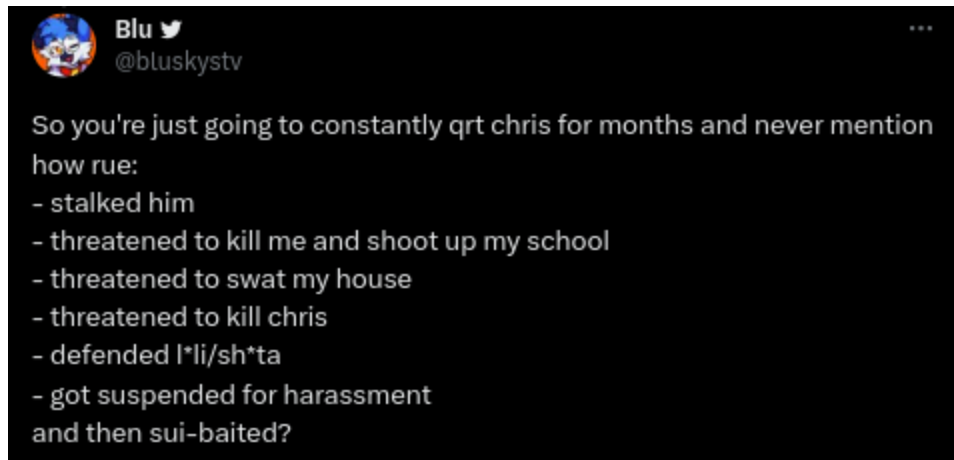 Blu
@bluskystv
So you're just going to constantly qrt chris for months and never mention
how rue:
- stalked him
- threatened to kill me and shoot up my school
- threatened to swat my house
- threatened to kill chris
- defended l*li/sh*ta
- got suspended for harassment
and then sui-baited?